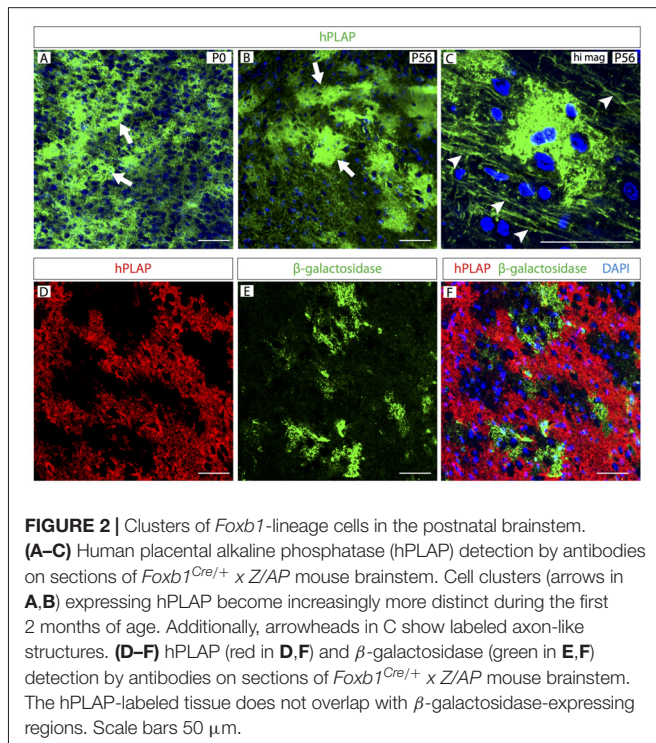 hPLAP
A P0 B P56 C hi mag P56
hPLAP β-galactosidase hPLAP β-galactosidase DAPI
D E F
FIGURE 2 | Clusters of Foxb1-lineage cells in the postnatal brainstem.
(A–C) Human placental alkaline phosphatase (hPLAP) detection by antibodies
on sections of Foxb1Cre/+ x Z/AP mouse brainstem. Cell clusters (arrows in
A,B) expressing hPLAP become increasingly more distinct during the first
2 months of age. Additionally, arrowheads in C show labeled axon-like
structures. (D–F) hPLAP (red in D,F) and β-galactosidase (green in E,F)
detection by antibodies on sections of Foxb1Cre/+ x Z/AP mouse brainstem.
The hPLAP-labeled tissue does not overlap with β-galactosidase-expressing
regions. Scale bars 50 μm.